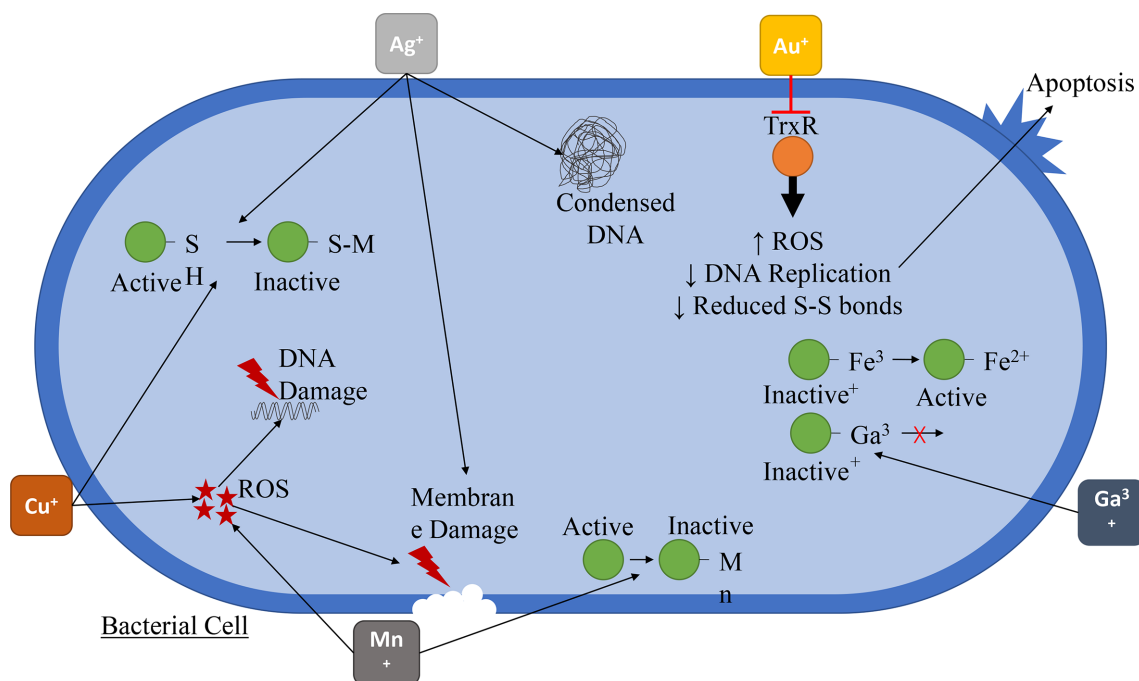 Ag⁺
Au⁺
Apoptosis
TrxR
Condensed
DNA
S
H
S-M
Active
Inactive
↑ ROS
↓ DNA Replication
↓ Reduced S-S bonds
DNA
Damage
Fe³
Fe²⁺
Inactive⁺
Active
Ga³
Inactive⁺
Cu⁺
ROS
Membran
e Damage
Active
Inactive
M
n
Ga³
+
Bacterial Cell
Mn
+